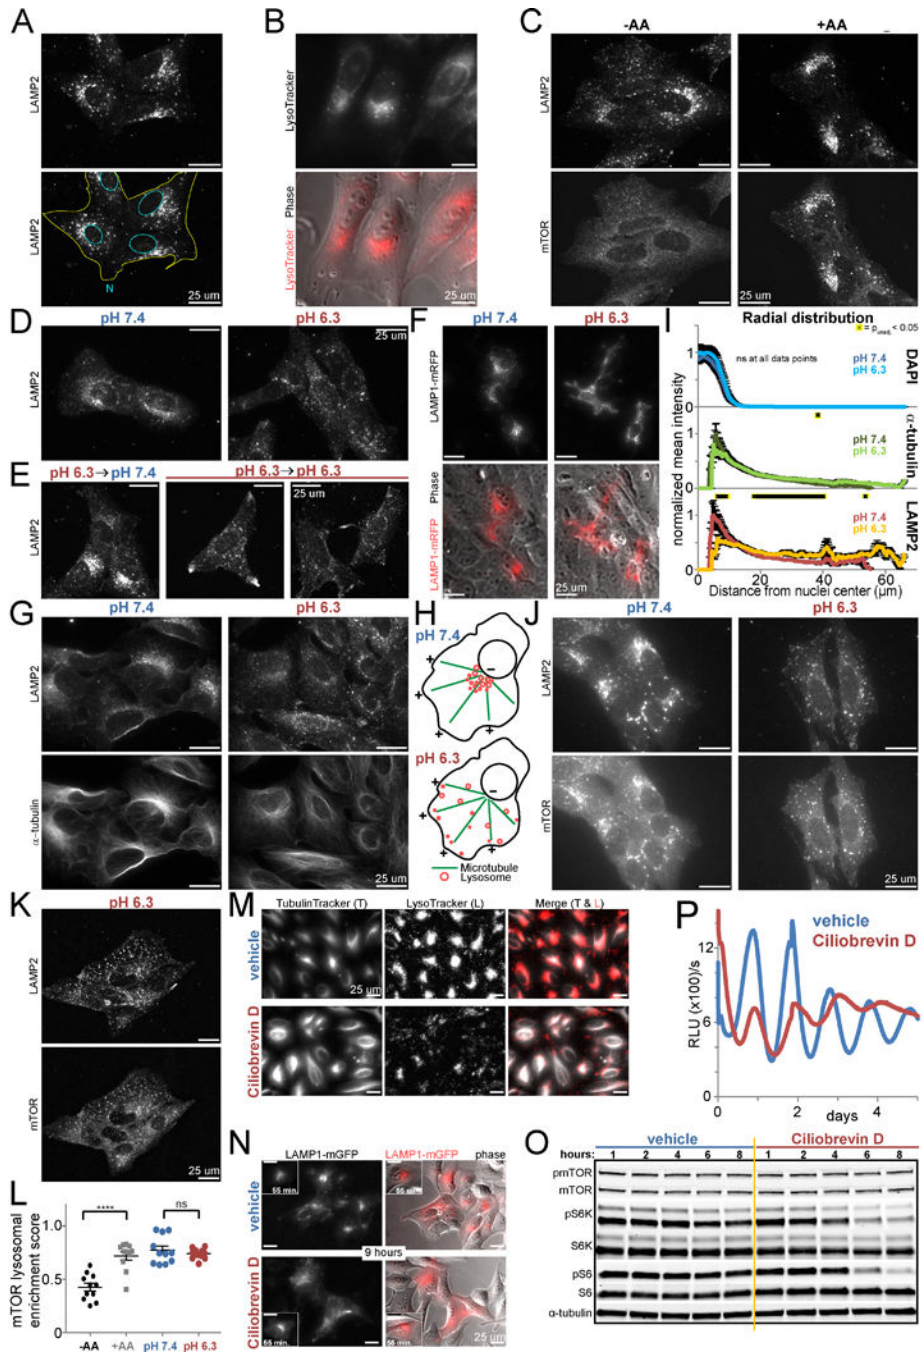 A
LAMP2
LAMP2
N
25 um
B
LysoTracker
LysoTracker Phase
25 um
C
-AA
+AA
LAMP2
mTOR
25 um
D
pH 7.4
pH 6.3
LAMP2
25 um
E
pH 6.3→pH 7.4
pH 6.3→pH 6.3
25 um
LAMP2
F
pH 7.4
pH 6.3
LAMP1-mRFP
LAMP1-mRFP Phase
25 um
I
Radial distribution
< 0.05
ns at all data points
pH 7.4
pH 6.3
DAPI
1
0
pH 7.4
pH 6.3
α-tubulin
1
0
pH 7.4
pH 6.3
LAMP2
1
0
normalized mean intensity
0 20 40 60
Distance from nuclei center (µm)
G
pH 7.4
pH 6.3
LAMP2
α-tubulin
25 um
H
pH 7.4
pH 6.3
Microtubule
Lysosome
J
pH 7.4
pH 6.3
LAMP2
mTOR
25 um
K
pH 6.3
LAMP2
mTOR
25 um
L
mTOR lysosomal
enrichment score
1.0
0.5
0
****
ns
-AA +AA pH 7.4 pH 6.3
M
TubulinTracker (T) LysoTracker (L) Merge (T & L)
vehicle
25 um
Ciliobrevin D
N
LAMP1-mGFP LAMP1-mGFP phase
vehicle
55 min.
55 min.
9 hours
Ciliobrevin D
55 min.
55 min.
25 um
P
vehicle
Ciliobrevin D
RLU (x100)/s
12
6
0
0 2 4
days
O
vehicle Ciliobrevin D
hours: 1 2 4 6 8 1 2 4 6 8
pmTOR
mTOR
pS6K
S6K
pS6
S6
α-tubulin